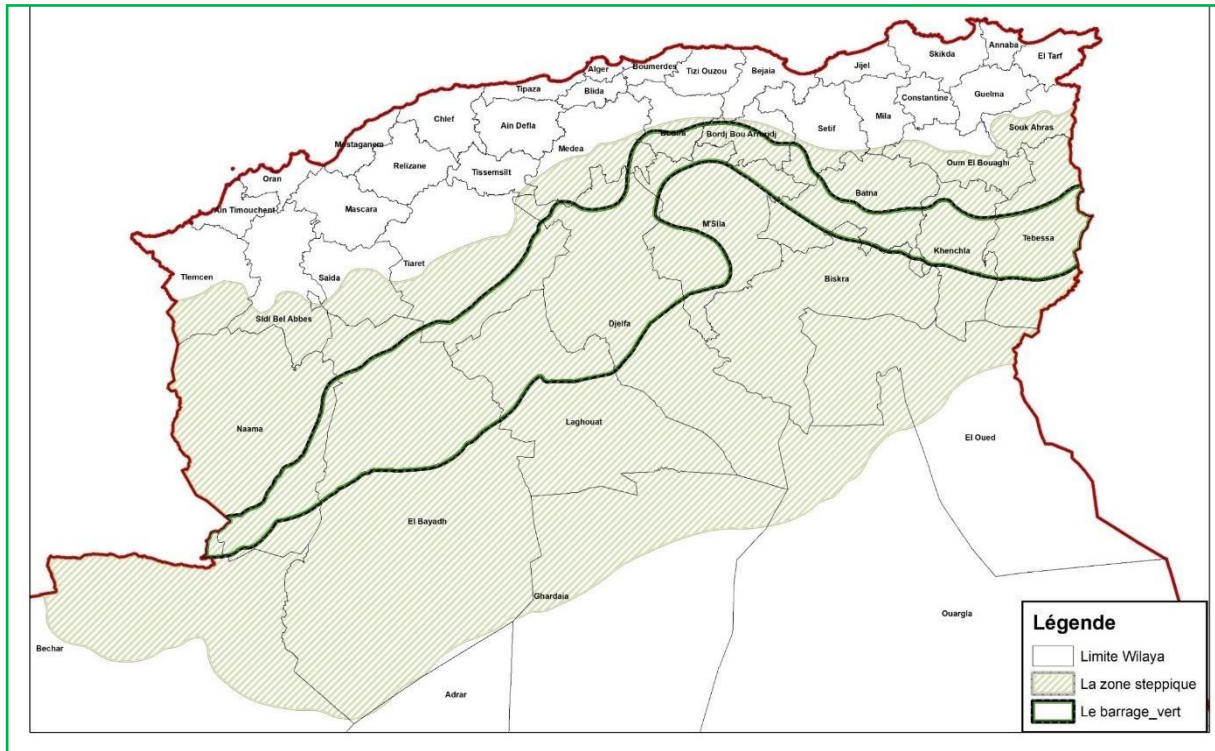 Skikda
Annaba
El Tarf
Alger
Boumerdes
Tizi Ouzou
Bejaia
Jijel
Tipaza
Blida
Constantine
Guelma
Mila
Chlef
Ain Defla
Setif
Souk Ahras
Mostaganem
Medea
Bouira
Bordj Bou Arreridj
Relizane
Tissemsilt
Oum El Bouaghi
Oran
Batna
Ain Timouchent
Mascara
M'Sila
Khenchla
Tebessa
Tlemcen
Saida
Tiaret
Biskra
Sidi Bel Abbes
Djelfa
Naama
Laghouat
El Oued
El Bayadh
Ghardaia
Ouargla
Bechar
Adrar
Légende
Limite Wilaya
La zone steppique
Le barrage_vert